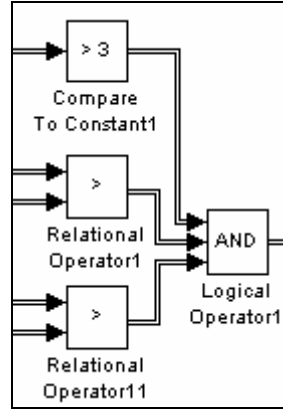 > 3
Compare
To Constant1
>
Relational
Operator1
AND
Logical
Operator1
>
Relational
Operator11